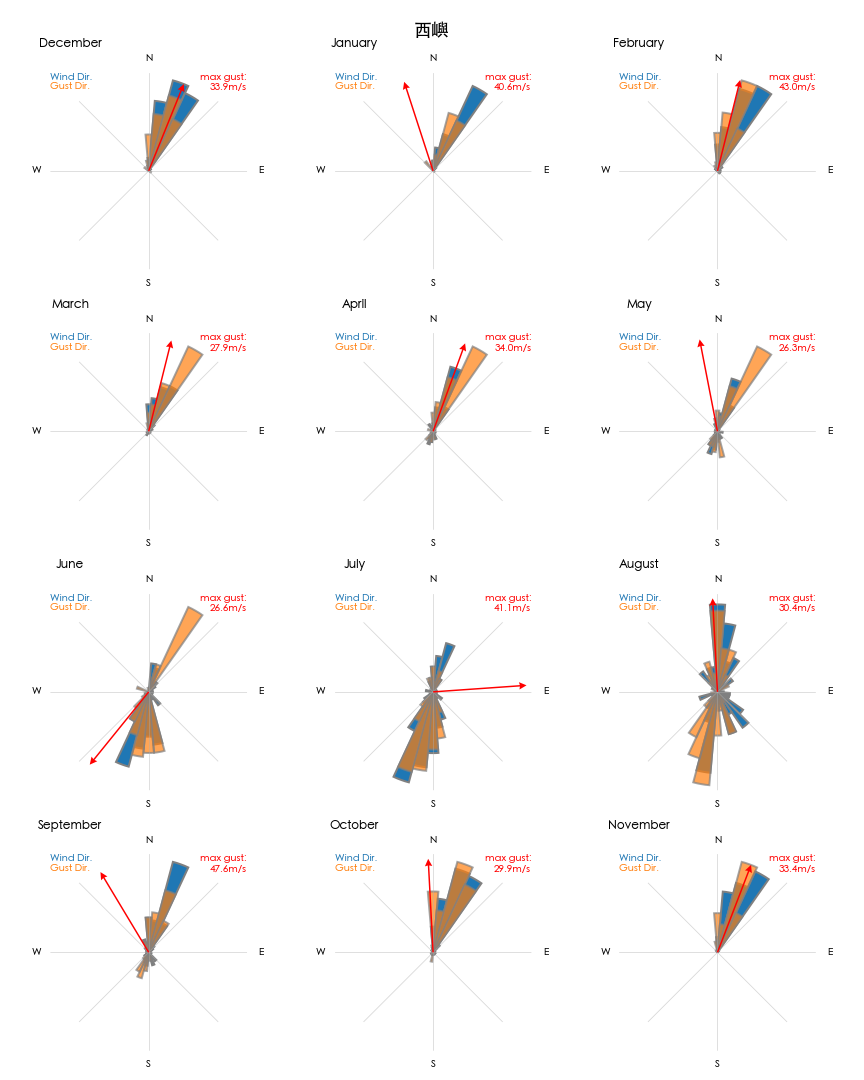 西嶼
December
January
February
N
N
N
Wind Dir.
Gust Dir.
max gust:
33.9m/s
Wind Dir.
Gust Dir.
max gust:
40.6m/s
Wind Dir.
Gust Dir.
max gust:
43.0m/s
W
E
W
E
W
E
S
S
S
March
April
May
N
N
N
Wind Dir.
Gust Dir.
max gust:
27.9m/s
Wind Dir.
Gust Dir.
max gust:
34.0m/s
Wind Dir.
Gust Dir.
max gust:
26.3m/s
W
E
W
E
W
E
S
S
S
June
July
August
N
N
N
Wind Dir.
Gust Dir.
max gust:
26.6m/s
Wind Dir.
Gust Dir.
max gust:
41.1m/s
Wind Dir.
Gust Dir.
max gust:
30.4m/s
W
E
W
E
W
E
S
S
S
September
October
November
N
N
N
Wind Dir.
Gust Dir.
max gust:
47.6m/s
Wind Dir.
Gust Dir.
max gust:
29.9m/s
Wind Dir.
Gust Dir.
max gust:
33.4m/s
W
E
W
E
W
E
S
S
S